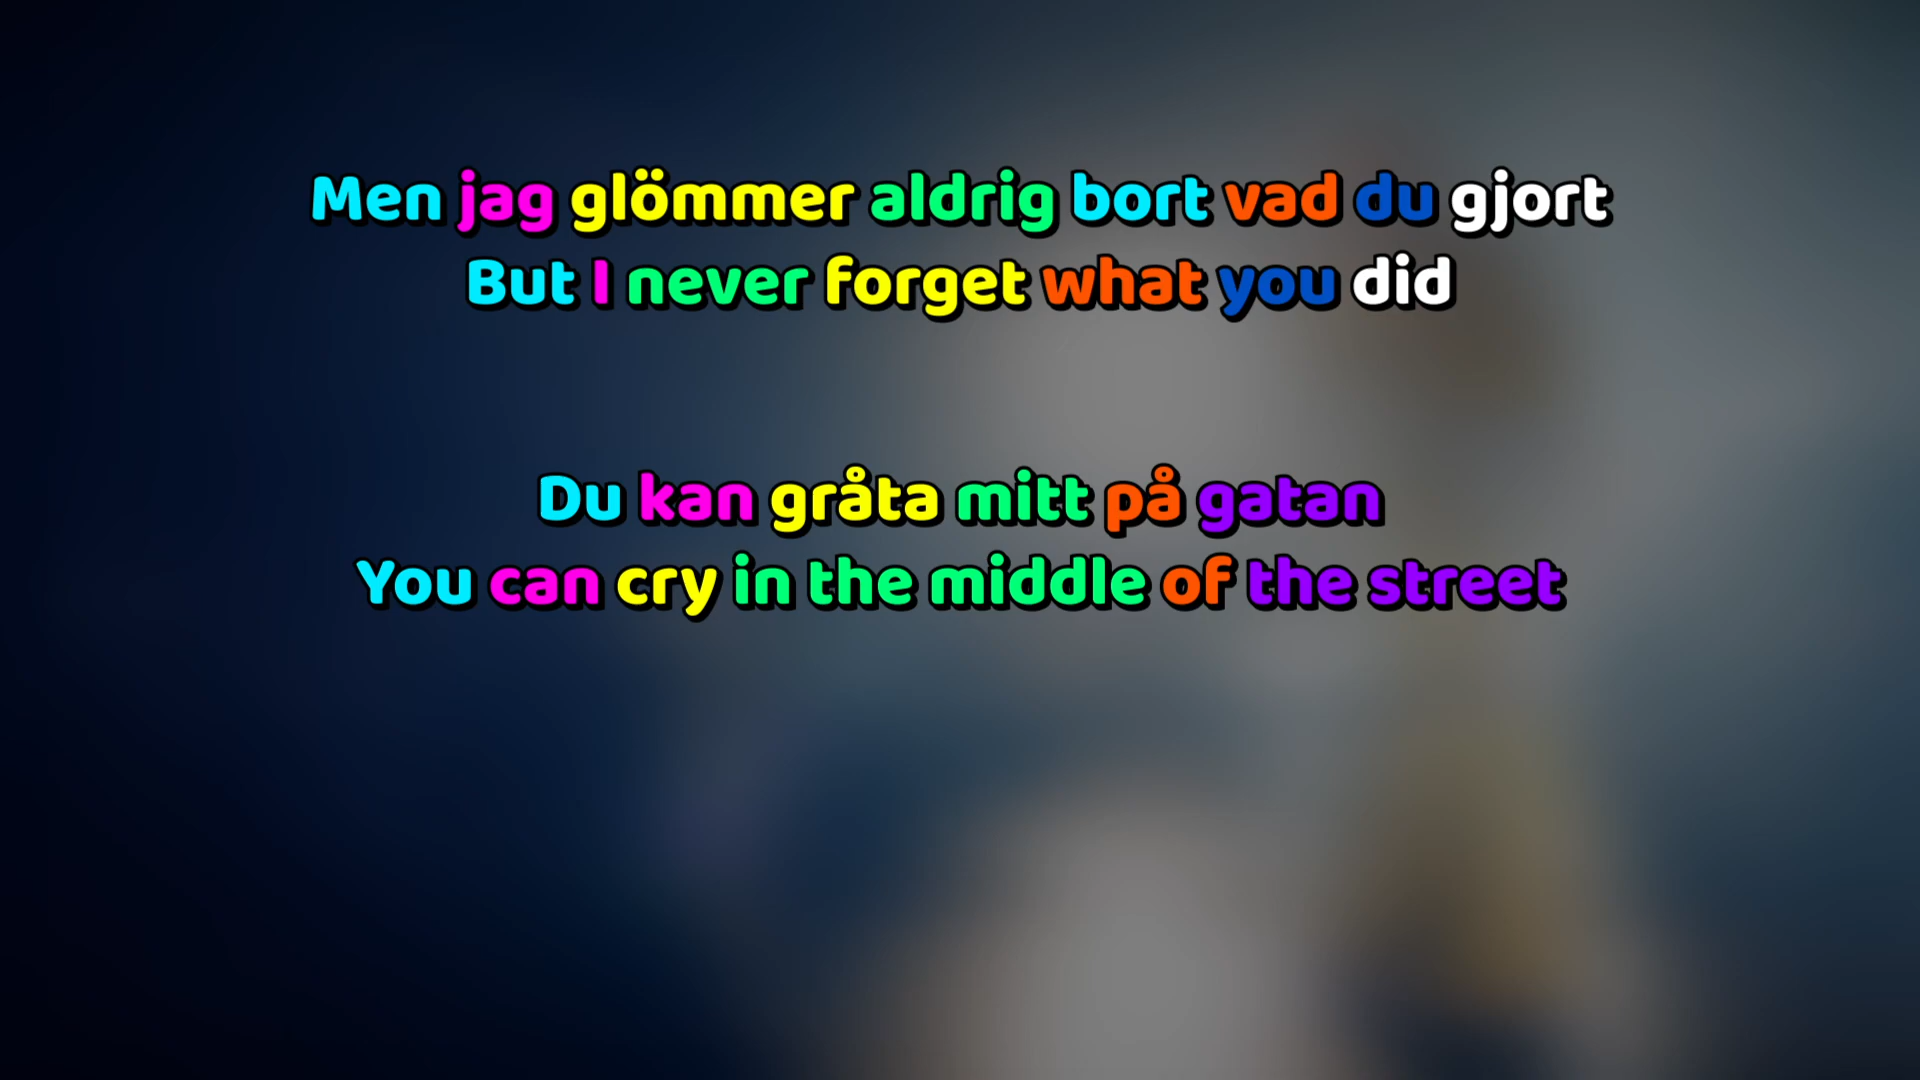 Men jag glömmer aldrig bort vad du gjort
But I never forget what you did
Du kan gråta mitt på gatan
You can cry in the middle of the street